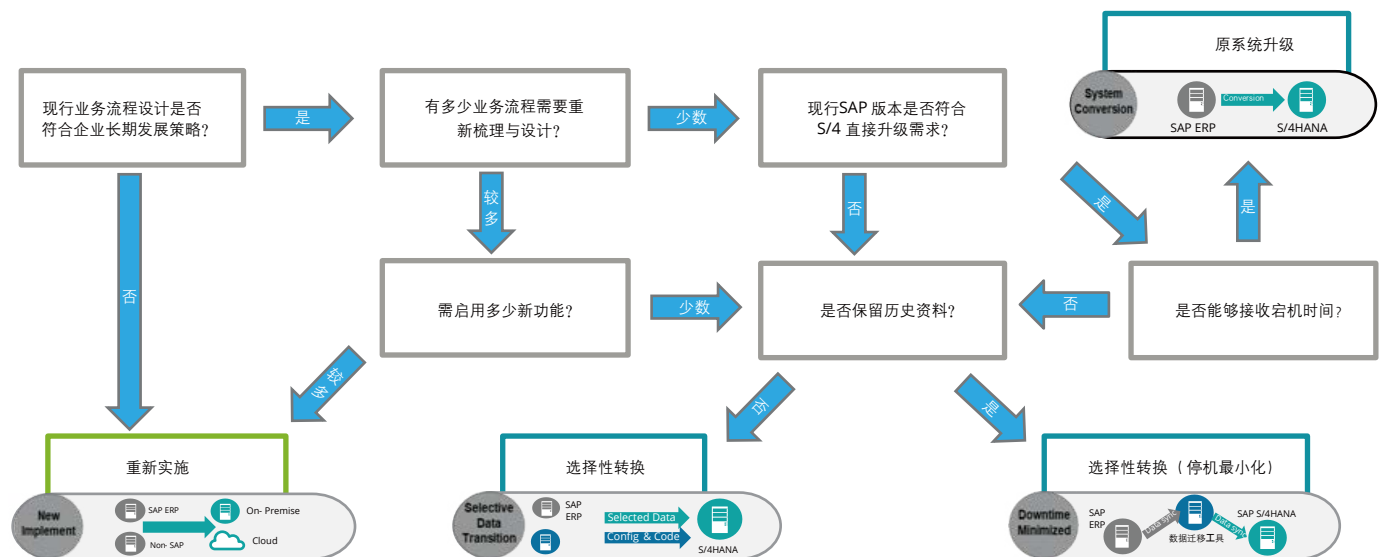 原系统升级
System
Conversion
Conversion
SAP ERP
S/4HANA
现行业务流程设计是否
符合企业长期发展策略?
是
有多少业务流程需要重
新梳理与设计?
少数
现行SAP 版本是否符合
S/4 直接升级需求?
否
较
多
否
是
是
需启用多少新功能?
少数
是否保留历史资料?
否
是否能够接收宕机时间?
较
多
否
是
重新实施
New
Implement
SAP ERP
Non- SAP
On- Premise
Cloud
选择性转换
Selective
Data
Transition
SAP
ERP
Selected Data
Config & Code
S/4HANA
选择性转换（停机最小化）
Downtime
Minimized
SAP
ERP
Data sync
数据迁移工具
Data sync
SAP S/4HANA